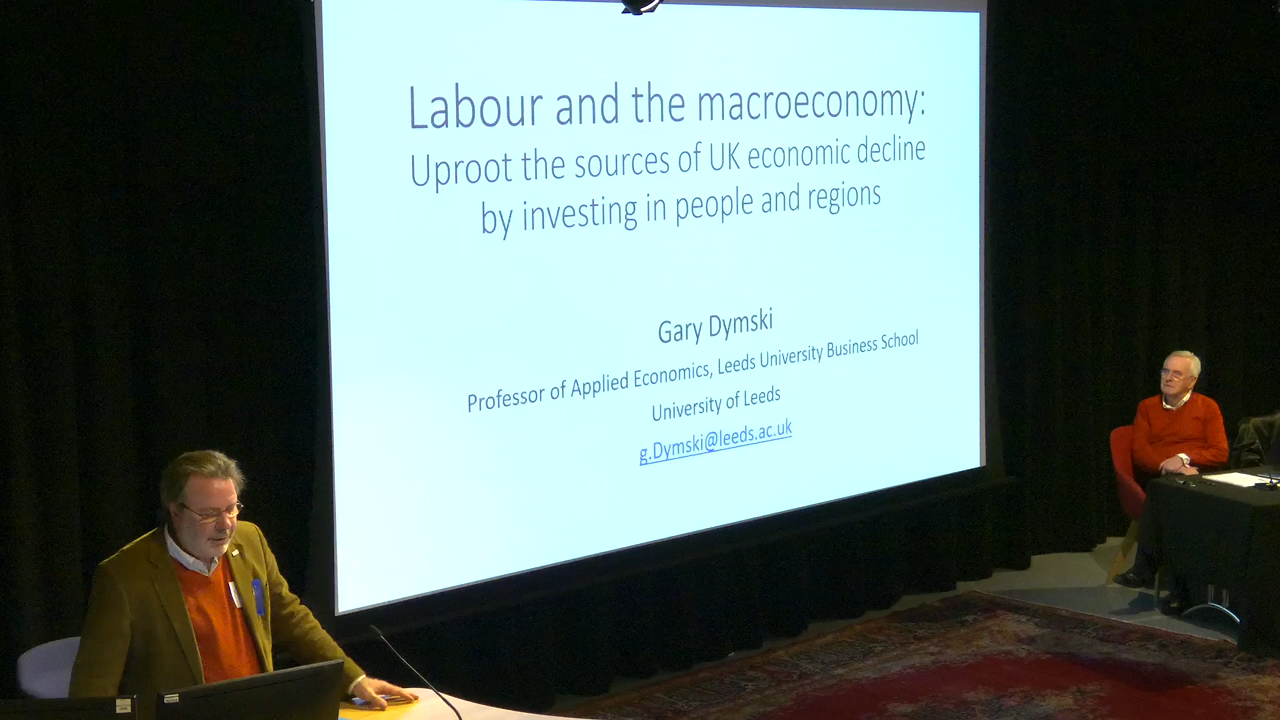 Labour and the macroeconomy:
Uproot the sources of UK economic decline
by investing in people and regions
Gary Dymski
Professor of Applied Economics, Leeds University Business School
University of Leeds
g.Dymski@leeds.ac.uk